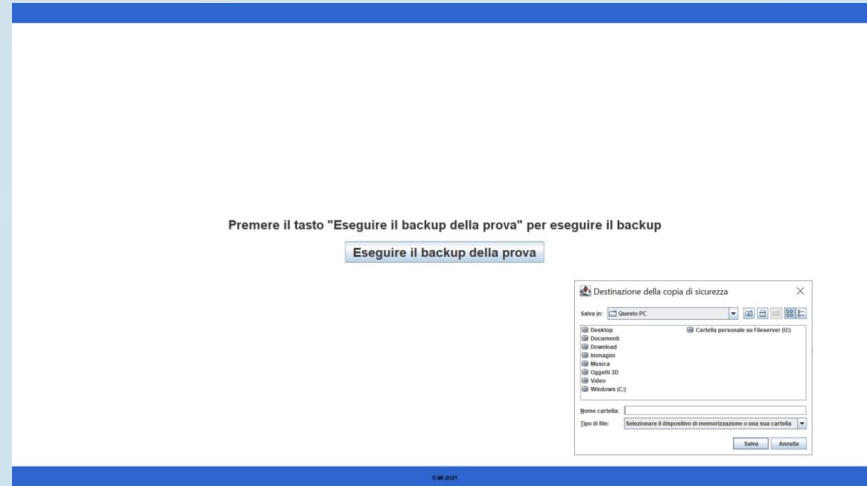 Premere il tasto "Eseguire il backup della prova" per eseguire il backup
Eseguire il backup della prova
Destinazione della copia di sicurezza
Salva in: Questo PC
Desktop
Documenti
Download
Immagini
Musica
Oggetti 3D
Video
Windows (C:)
Cartella personale su Fileserver (U:)
Nome cartella:
Tipo di file: Selezionare il dispositivo di memorizzazione o una sua cartella
Salva Annulla
© MI 2021